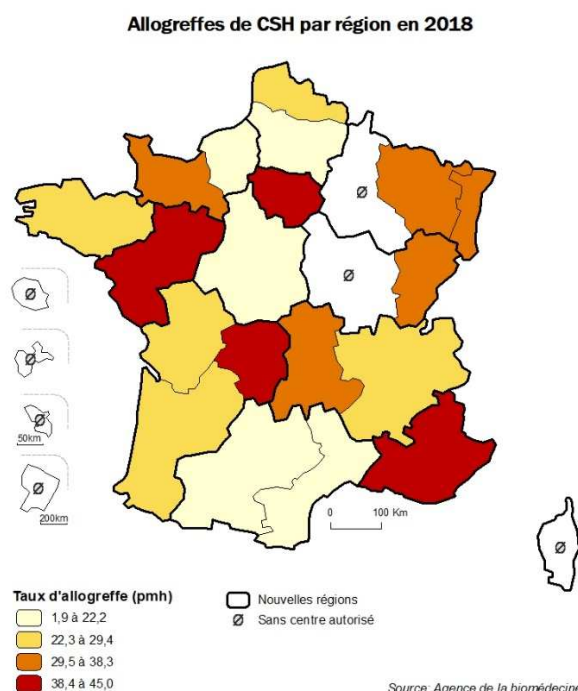 Allogreffes de CSH par région en 2018
Ø
Ø
Ø
Ø
Ø
50km
Ø
200km
0 100 Km
Ø
Taux d'allogreffe (pmh)
1,9 à 22,2
22,3 à 29,4
29,5 à 38,3
38,4 à 45,0
Nouvelles régions
Ø Sans centre autorisé
Source: Agence de la biomédecine